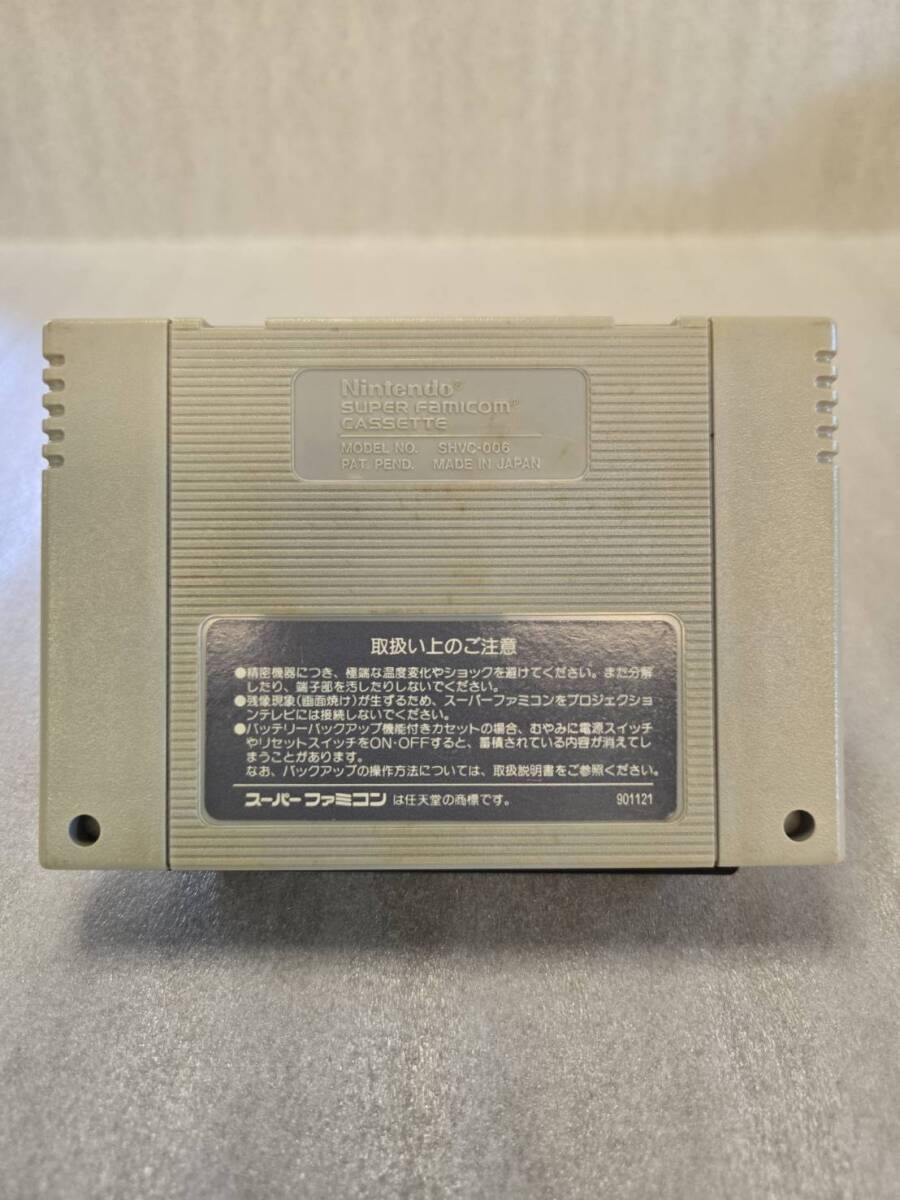 Nintendo®
SUPER FAMICOM®
CASSETTE
MODEL NO. SHVC-006
PAT. PEND. MADE IN JAPAN
取扱い上のご注意
●精密機器につき、極端な温度変化やショックを避けてください。また分解
したり、端子部を汚したりしないでください。
●残像現象(画面焼け)が生ずるため、スーパーファミコンをプロジェクショ
ンテレビには接続しないでください。
●バッテリーバックアップ機能付きカセットの場合、むやみに電源スイッチ
やリセットスイッチをON・OFFすると、蓄積されている内容が消えてし
まうことがあります。
なお、バックアップの操作方法については、取扱説明書をご参照ください。
スーパーファミコン は任天堂の商標です。 901121